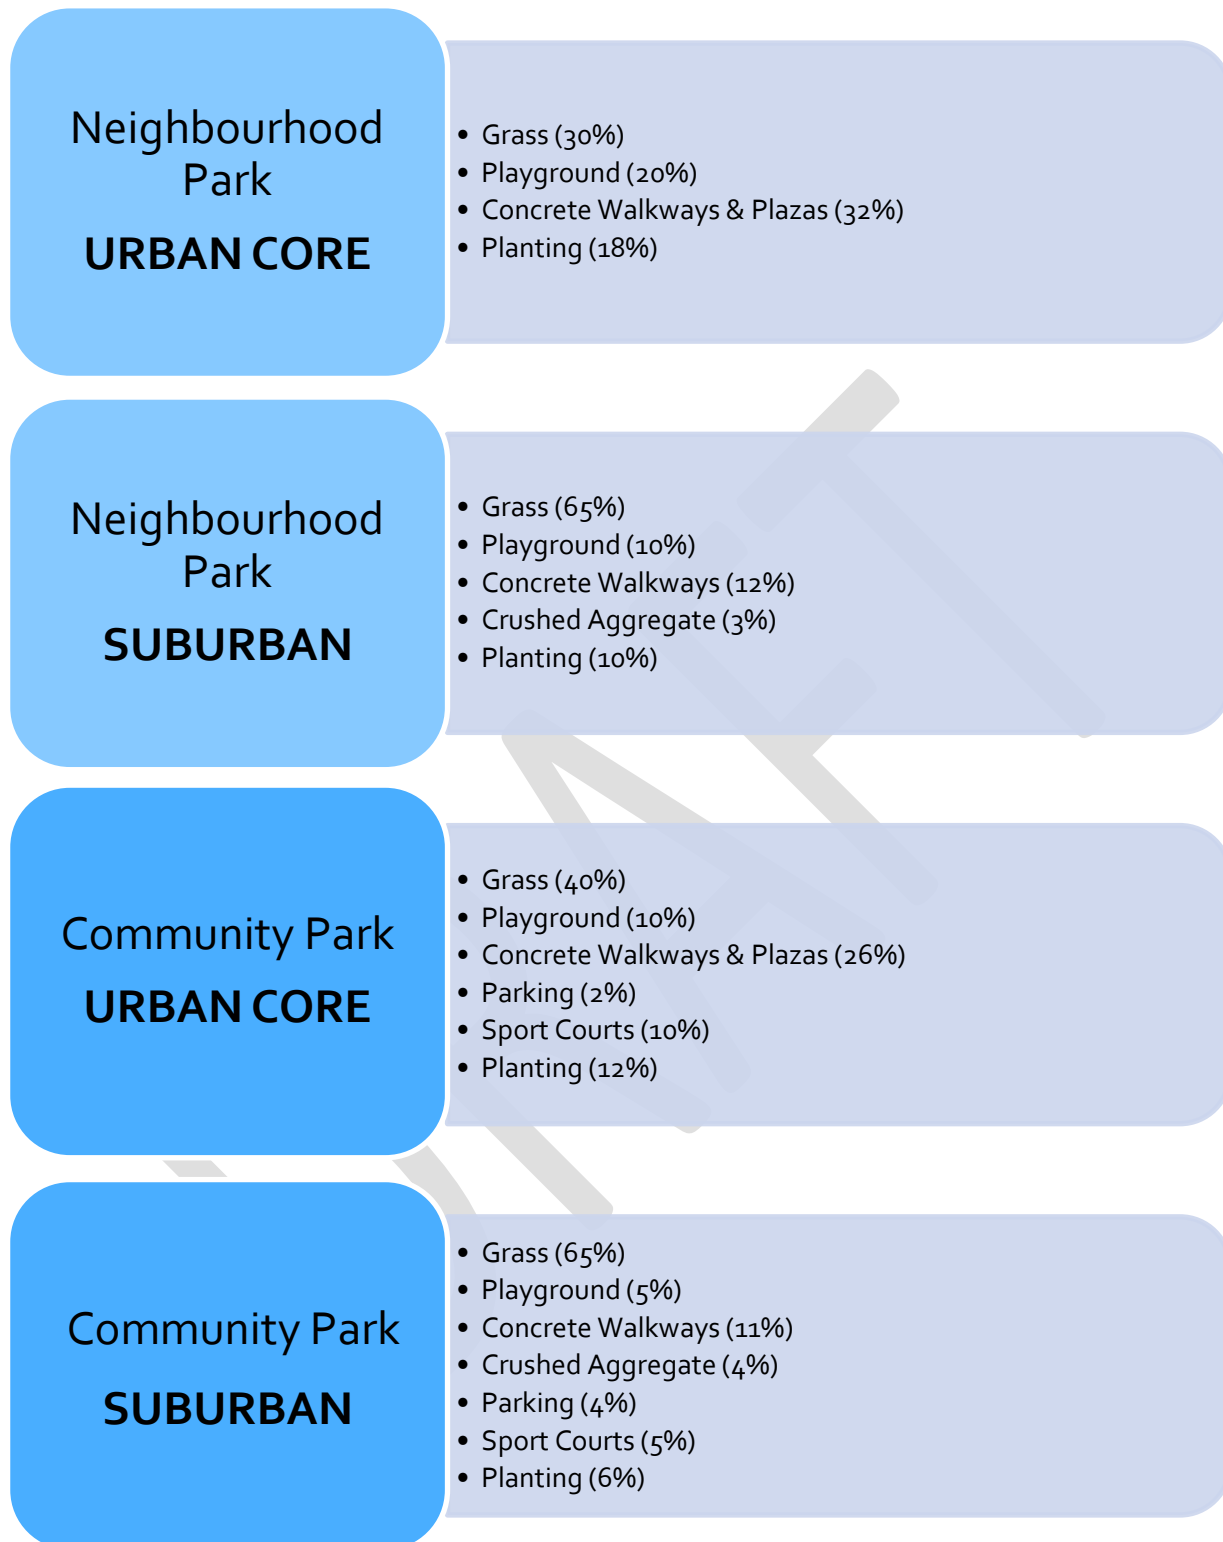 Neighbourhood
Park
URBAN CORE
• Grass (30%)
• Playground (20%)
• Concrete Walkways & Plazas (32%)
• Planting (18%)
Neighbourhood
Park
SUBURBAN
• Grass (65%)
• Playground (10%)
• Concrete Walkways (12%)
• Crushed Aggregate (3%)
• Planting (10%)
Community Park
URBAN CORE
• Grass (40%)
• Playground (10%)
• Concrete Walkways & Plazas (26%)
• Parking (2%)
• Sport Courts (10%)
• Planting (12%)
Community Park
SUBURBAN
• Grass (65%)
• Playground (5%)
• Concrete Walkways (11%)
• Crushed Aggregate (4%)
• Parking (4%)
• Sport Courts (5%)
• Planting (6%)
DRAFT